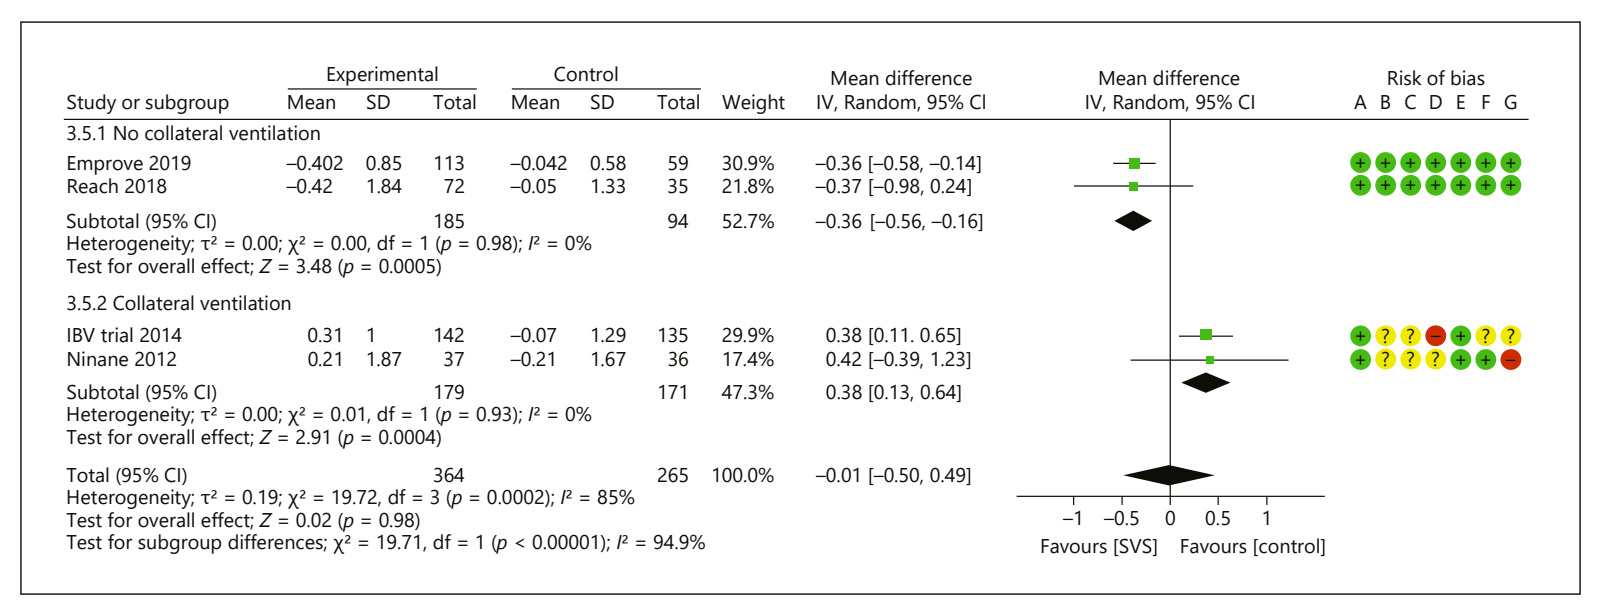 Experimental Control Mean difference Mean difference Risk of bias
Study or subgroup Mean SD Total Mean SD Total Weight IV, Random, 95% CI IV, Random, 95% CI A B C D E F G
3.5.1 No collateral ventilation
Emprove 2019 –0.402 0.85 113 –0.042 0.58 59 30.9% –0.36 [–0.58, –0.14] + + + + + + +
Reach 2018 –0.42 1.84 72 –0.05 1.33 35 21.8% –0.37 [–0.98, 0.24] + + + + + + +
Subtotal (95% CI) 185 94 52.7% –0.36 [–0.56, –0.16]
Heterogeneity; τ² = 0.00; χ² = 0.00, df = 1 (p = 0.98); I² = 0%
Test for overall effect; Z = 3.48 (p = 0.0005)
3.5.2 Collateral ventilation
IBV trial 2014 0.31 1 142 –0.07 1.29 135 29.9% 0.38 [0.11. 0.65] + ? ? – + ? ?
Ninane 2012 0.21 1.87 37 –0.21 1.67 36 17.4% 0.42 [–0.39, 1.23] + ? ? ? + + –
Subtotal (95% CI) 179 171 47.3% 0.38 [0.13, 0.64]
Heterogeneity; τ² = 0.00; χ² = 0.01, df = 1 (p = 0.93); I² = 0%
Test for overall effect; Z = 2.91 (p = 0.0004)
Total (95% CI) 364 265 100.0% –0.01 [–0.50, 0.49]
Heterogeneity; τ² = 0.19; χ² = 19.72, df = 3 (p = 0.0002); I² = 85%
Test for overall effect; Z = 0.02 (p = 0.98)
Test for subgroup differences; χ² = 19.71, df = 1 (p < 0.00001); I² = 94.9%
–1 –0.5 0 0.5 1
Favours [SVS] Favours [control]